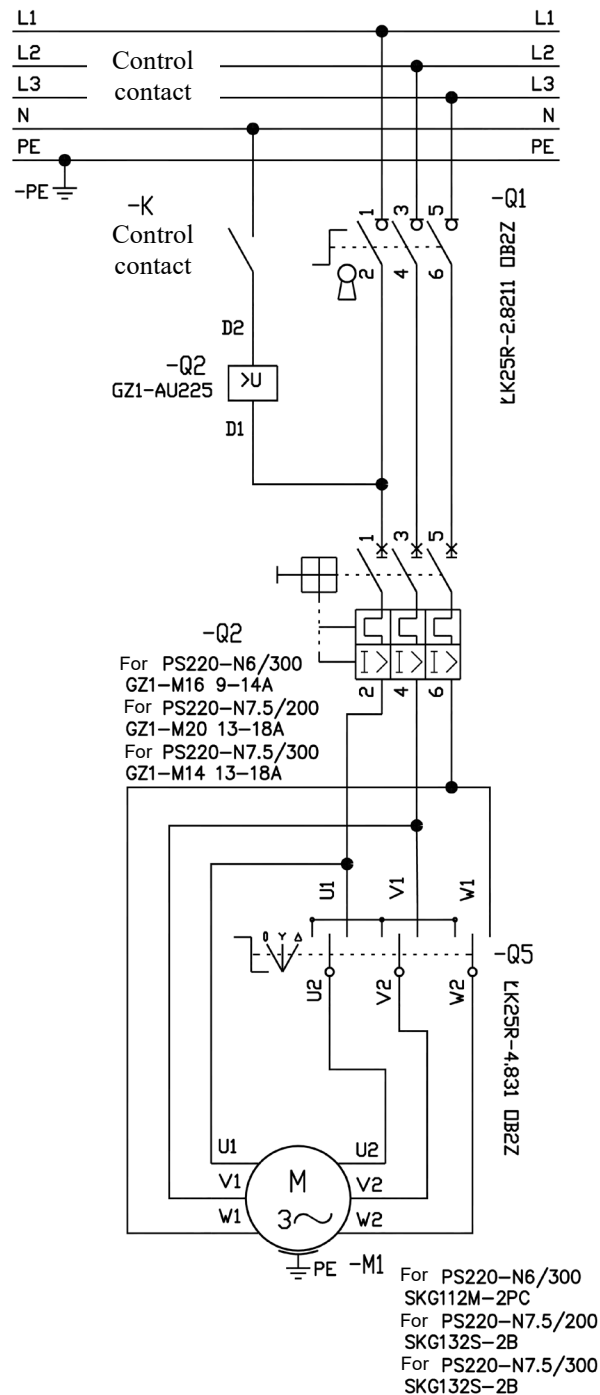 L1 L1
L2 L2
Control
contact
L3 L3
N N
PE PE
-PE
-K
Control
contact
-Q1
1 3 5
2 4 6
ŁK25R-2.8211 □B2Z
D2
-Q2
GZ1-AU225
>U
D1
1 3 5
-Q2
I> I> I>
2 4 6
For PS220-N6/300
GZ1-M16 9-14A
For PS220-N7.5/200
GZ1-M20 13-18A
For PS220-N7.5/300
GZ1-M14 13-18A
U1 V1 W1
0 Y Δ
-Q5
U2 V2 W2
ŁK25R-4.831 □B2Z
U1 U2
V1 M V2
W1 3~ W2
PE -M1
For PS220-N6/300
SKG112M-2PC
For PS220-N7.5/200
SKG132S-2B
For PS220-N7.5/300
SKG132S-2B